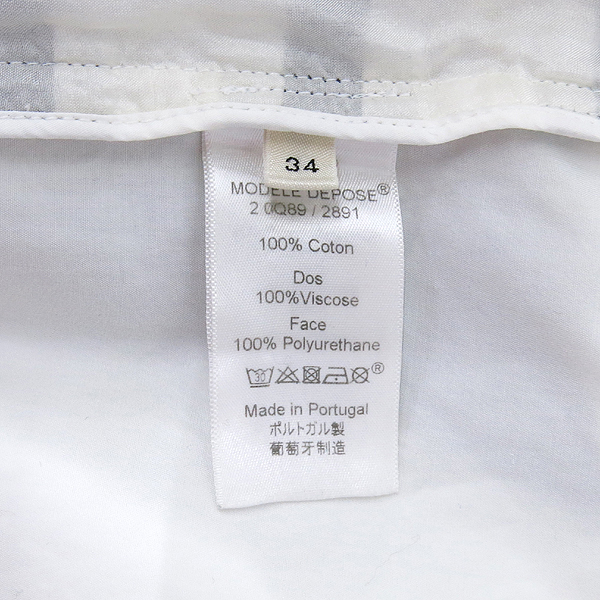 34
MODELE DEPOSE®
2 0Q89 / 2891
100% Coton
Dos
100%Viscose
Face
100% Polyurethane
30 ®
Made in Portugal
ポルトガル製
葡萄牙制造